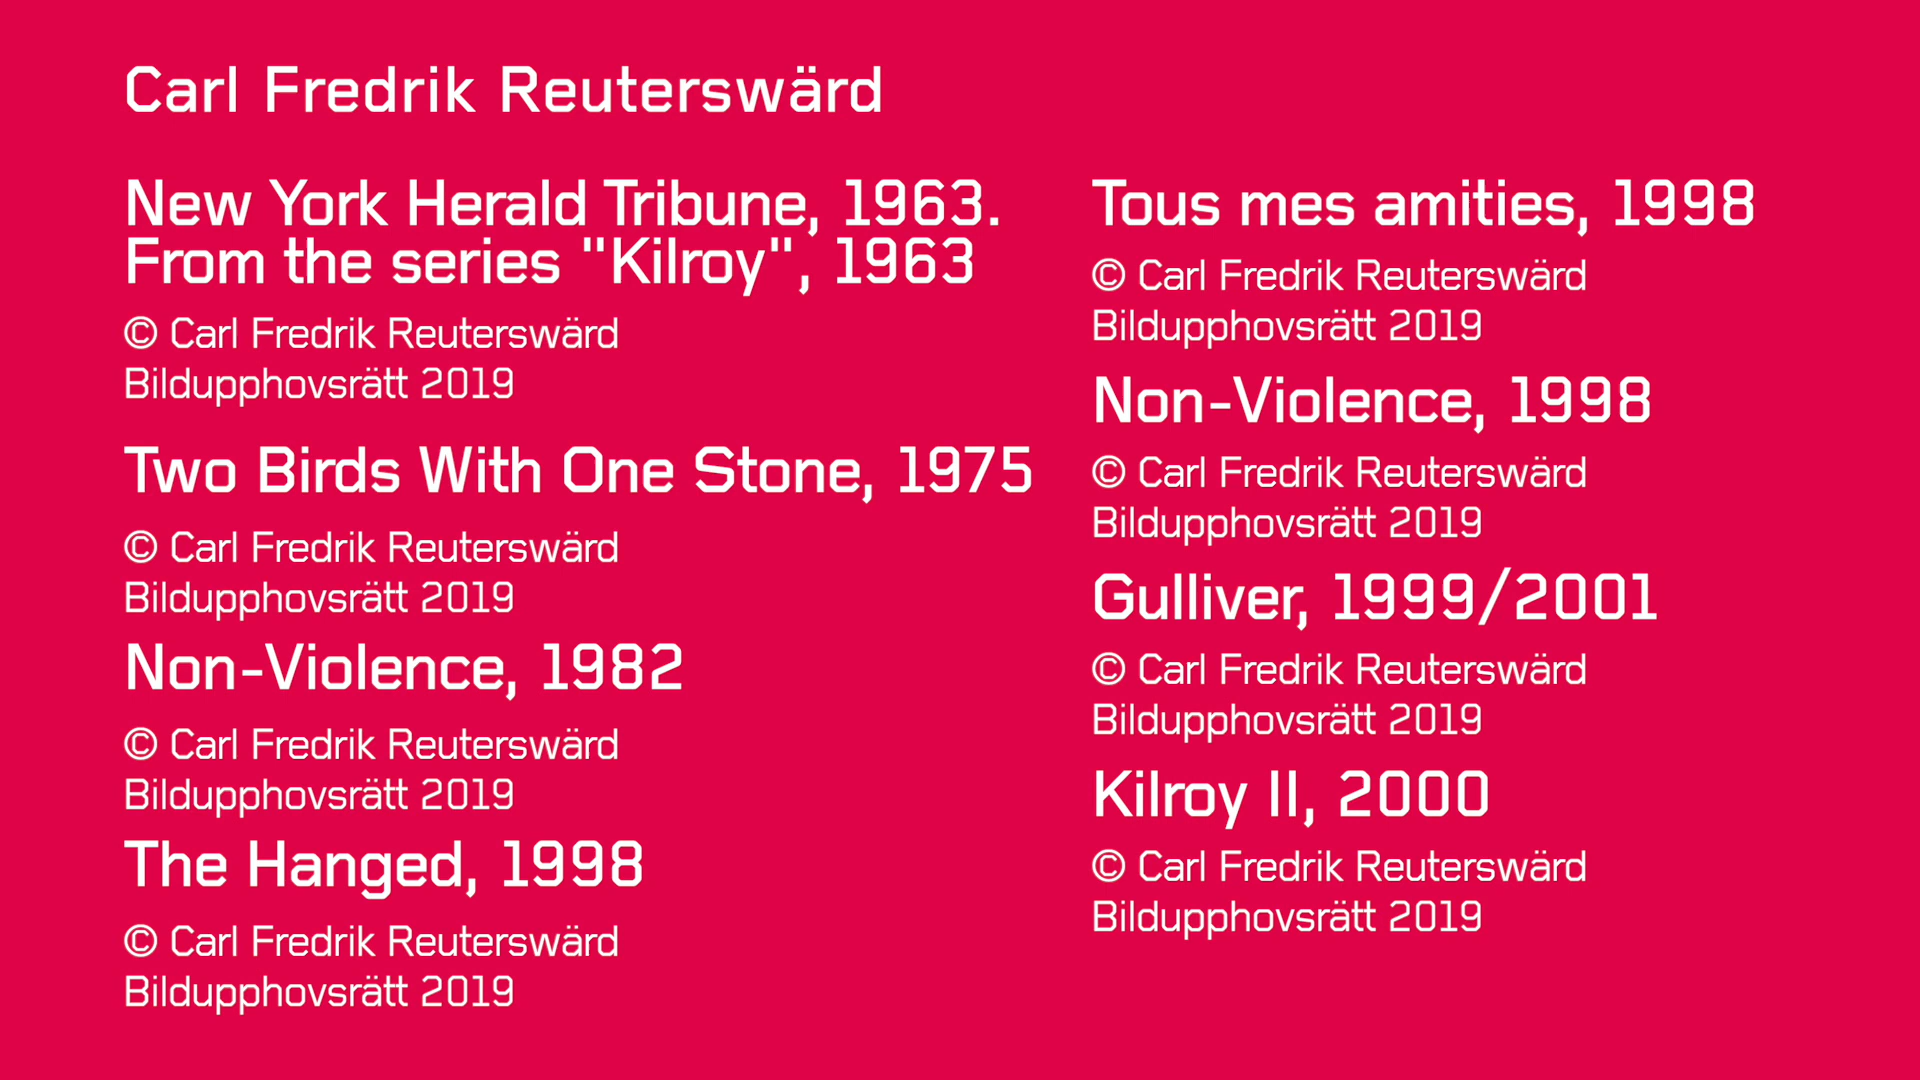 Carl Fredrik Reuterswärd
New York Herald Tribune, 1963.
From the series "Kilroy", 1963
© Carl Fredrik Reuterswärd
Bildupphovsrätt 2019
Two Birds With One Stone, 1975
© Carl Fredrik Reuterswärd
Bildupphovsrätt 2019
Non-Violence, 1982
© Carl Fredrik Reuterswärd
Bildupphovsrätt 2019
The Hanged, 1998
© Carl Fredrik Reuterswärd
Bildupphovsrätt 2019
Tous mes amities, 1998
© Carl Fredrik Reuterswärd
Bildupphovsrätt 2019
Non-Violence, 1998
© Carl Fredrik Reuterswärd
Bildupphovsrätt 2019
Gulliver, 1999/2001
© Carl Fredrik Reuterswärd
Bildupphovsrätt 2019
Kilroy II, 2000
© Carl Fredrik Reuterswärd
Bildupphovsrätt 2019